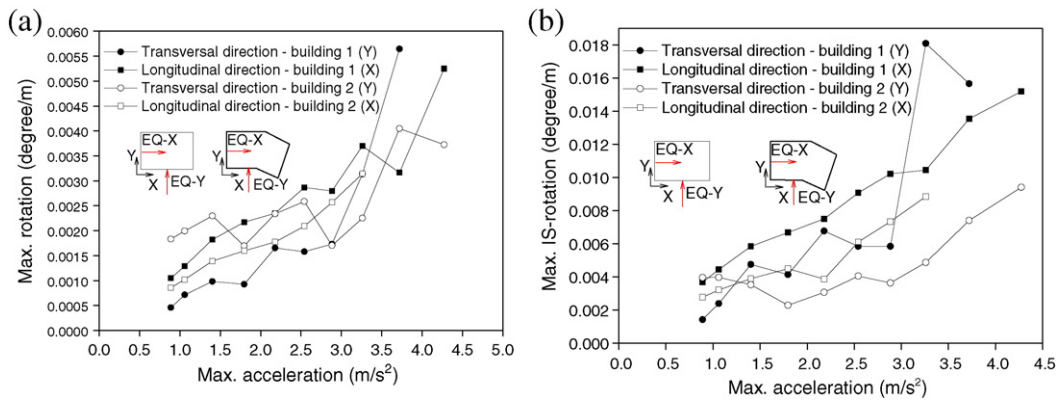 (a)
Max. rotation (degree/m)
0.0060
0.0055
0.0050
0.0045
0.0040
0.0035
0.0030
0.0025
0.0020
0.0015
0.0010
0.0005
0.0000
Transversal direction - building 1 (Y)
Longitudinal direction - building 1 (X)
Transversal direction - building 2 (Y)
Longitudinal direction - building 2 (X)
EQ-X
Y
X
EQ-Y
EQ-X
Y
X
EQ-Y
0.0 0.5 1.0 1.5 2.0 2.5 3.0 3.5 4.0 4.5 5.0
Max. acceleration (m/s²)
(b)
Max. IS-rotation (degree/m)
0.018
0.016
0.014
0.012
0.010
0.008
0.006
0.004
0.002
0.000
Transversal direction - building 1 (Y)
Longitudinal direction - building 1 (X)
Transversal direction - building 2 (Y)
Longitudinal direction - building 2 (X)
EQ-X
Y
X
EQ-Y
EQ-X
Y
X
EQ-Y
0.0 0.5 1.0 1.5 2.0 2.5 3.0 3.5 4.0 4.5
Max. acceleration (m/s²)